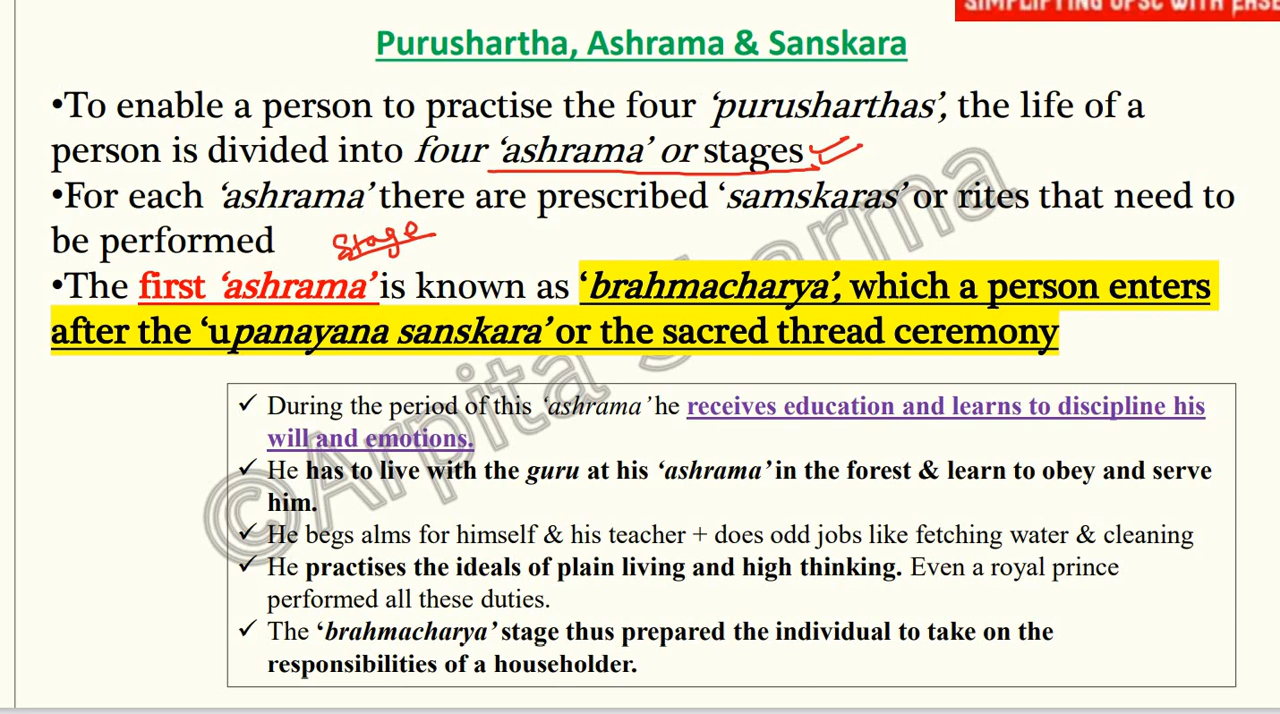 SIMPLIFYING UPSC WITH EASE
Purushartha, Ashrama & Sanskara
•To enable a person to practise the four ‘purusharthas’, the life of a
person is divided into four ‘ashrama’ or stages
•For each ‘ashrama’ there are prescribed ‘samskaras’ or rites that need to
be performed
stage
•The first ‘ashrama’ is known as ‘brahmacharya’, which a person enters
after the ‘upanayana sanskara’ or the sacred thread ceremony
✓ During the period of this ‘ashrama’ he receives education and learns to discipline his
will and emotions.
✓ He has to live with the guru at his ‘ashrama’ in the forest & learn to obey and serve
him.
✓ He begs alms for himself & his teacher + does odd jobs like fetching water & cleaning
✓ He practises the ideals of plain living and high thinking. Even a royal prince
performed all these duties.
✓ The ‘brahmacharya’ stage thus prepared the individual to take on the
responsibilities of a householder.
©Arpita Sharma